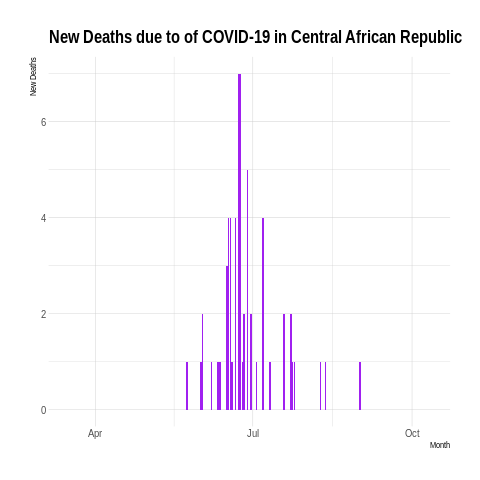 New Deaths due to of COVID-19 in Central African Republic
New Deaths
6
4
2
0
Apr Jul Oct
Month